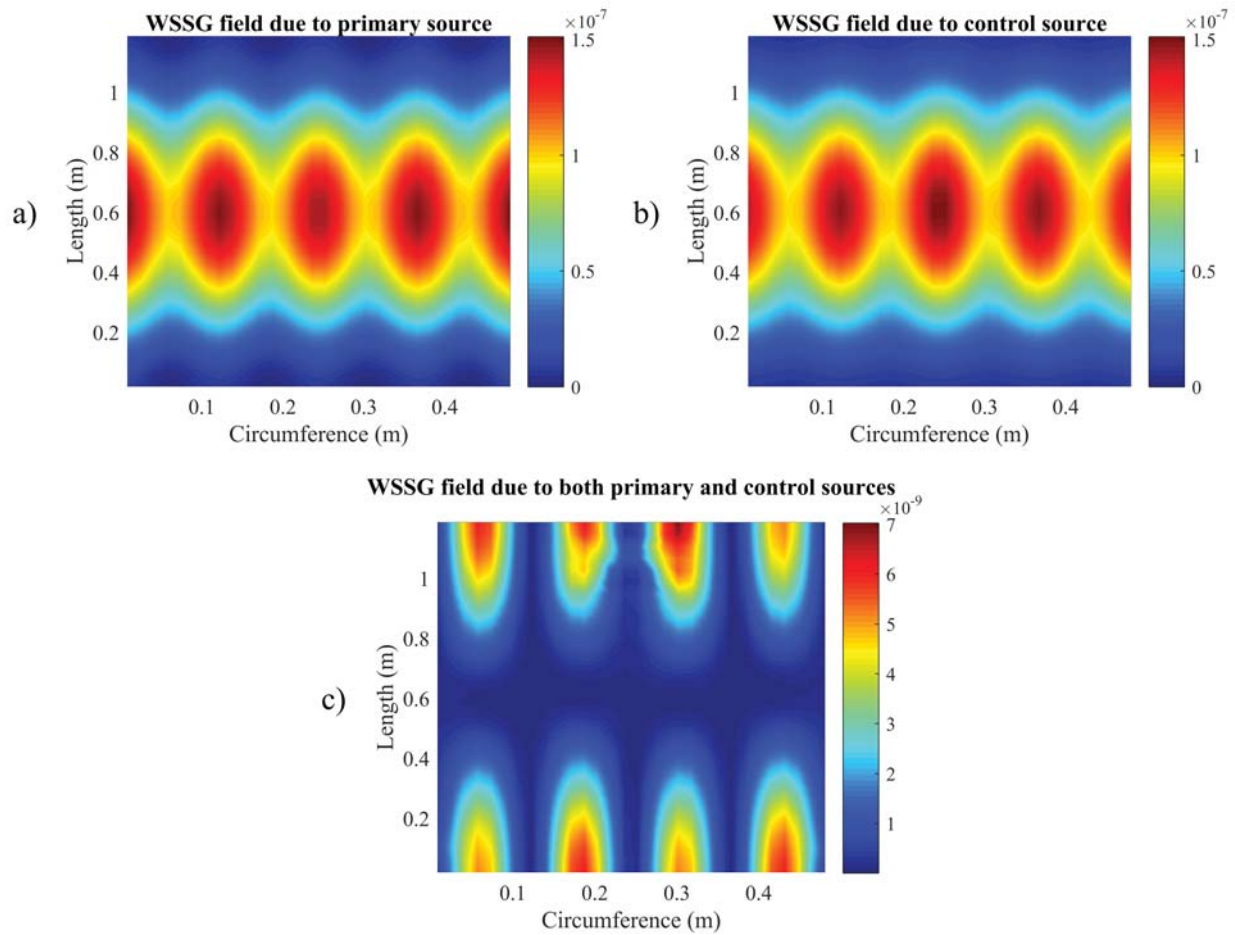 WSSG field due to primary source
×10⁻⁷
1.5
1
0.5
0
1
0.8
0.6
0.4
0.2
Length (m)
a)
0.1 0.2 0.3 0.4
Circumference (m)
WSSG field due to control source
×10⁻⁷
1.5
1
0.5
0
1
0.8
0.6
0.4
0.2
Length (m)
b)
0.1 0.2 0.3 0.4
Circumference (m)
WSSG field due to both primary and control sources
×10⁻⁹
7
6
5
4
3
2
1
1
0.8
0.6
0.4
0.2
Length (m)
c)
0.1 0.2 0.3 0.4
Circumference (m)